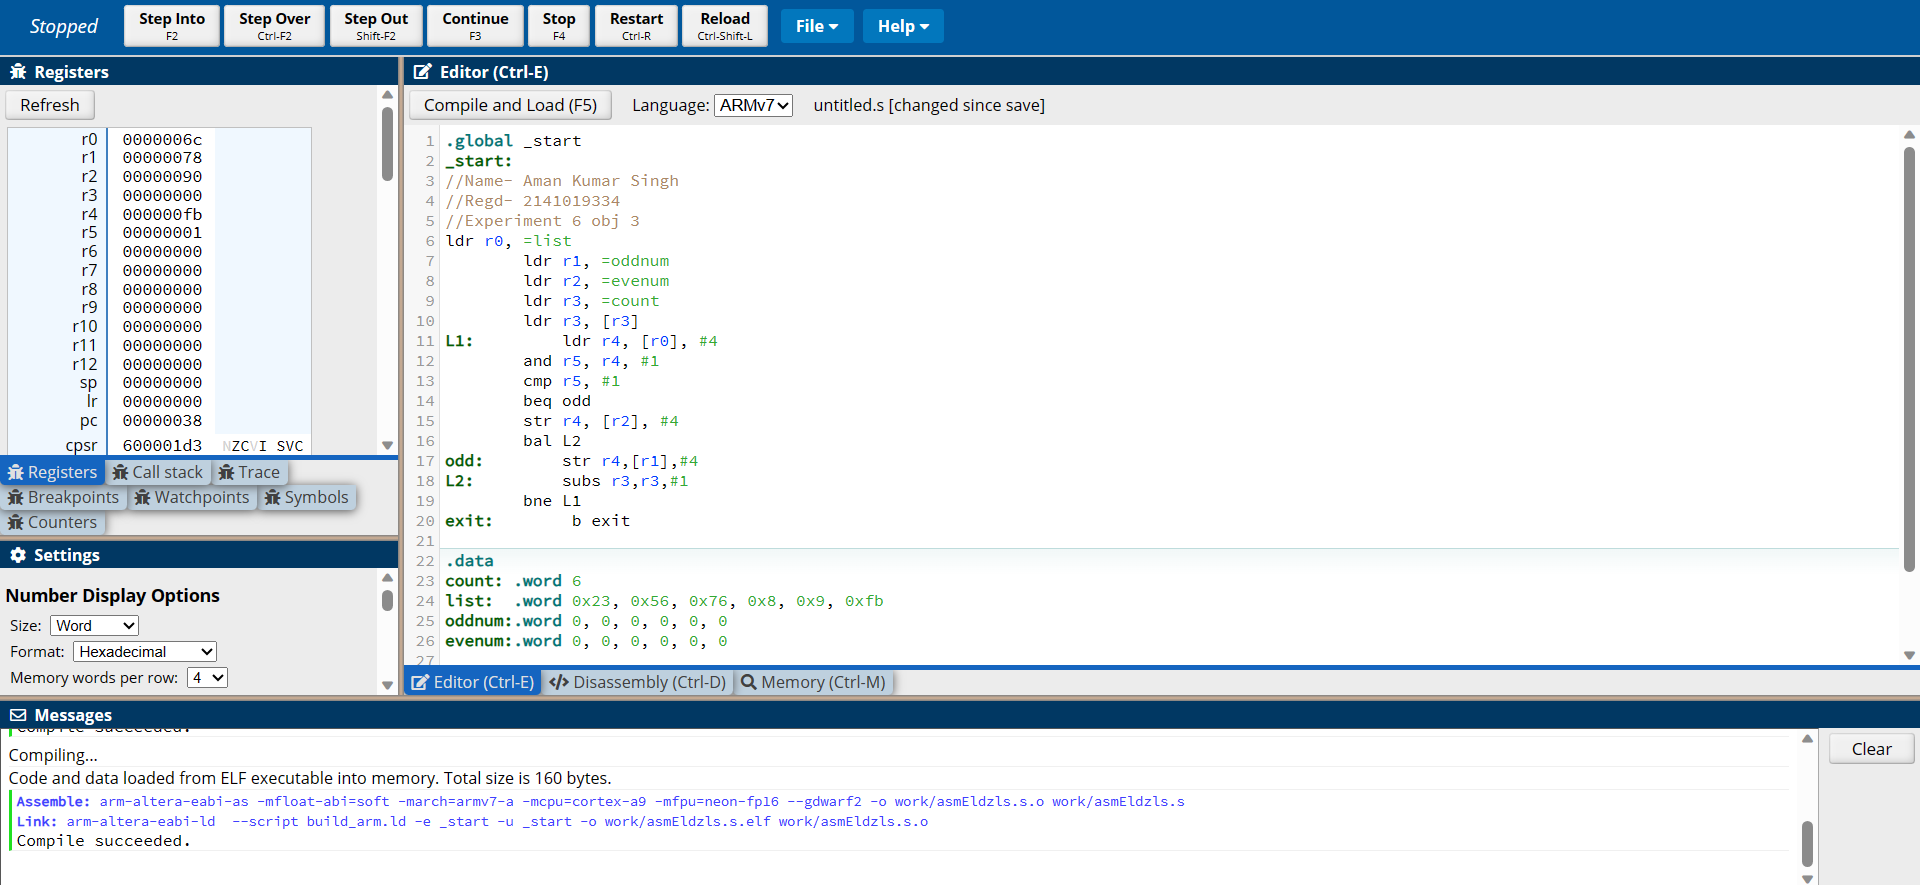 Stopped
Step Into
F2
Step Over
Ctrl-F2
Step Out
Shift-F2
Continue
F3
Stop
F4
Restart
Ctrl-R
Reload
Ctrl-Shift-L
File
Help
Registers
Refresh
r0 0000006c
r1 00000078
r2 00000090
r3 00000000
r4 000000fb
r5 00000001
r6 00000000
r7 00000000
r8 00000000
r9 00000000
r10 00000000
r11 00000000
r12 00000000
sp 00000000
lr 00000000
pc 00000038
cpsr 600001d3 NZCVI SVC
Registers Call stack Trace
Breakpoints Watchpoints Symbols
Counters
Settings
Number Display Options
Size: Word
Format: Hexadecimal
Memory words per row: 4
Editor (Ctrl-E)
Compile and Load (F5) Language: ARMv7 untitled.s [changed since save]
1 .global _start
2 _start:
3 //Name- Aman Kumar Singh
4 //Regd- 2141019334
5 //Experiment 6 obj 3
6 ldr r0, =list
7 ldr r1, =oddnum
8 ldr r2, =evenum
9 ldr r3, =count
10 ldr r3, [r3]
11 L1: ldr r4, [r0], #4
12 and r5, r4, #1
13 cmp r5, #1
14 beq odd
15 str r4, [r2], #4
16 bal L2
17 odd: str r4,[r1],#4
18 L2: subs r3,r3,#1
19 bne L1
20 exit: b exit
21
22 .data
23 count: .word 6
24 list: .word 0x23, 0x56, 0x76, 0x8, 0x9, 0xfb
25 oddnum:.word 0, 0, 0, 0, 0, 0
26 evenum:.word 0, 0, 0, 0, 0, 0
27
Editor (Ctrl-E) Disassembly (Ctrl-D) Memory (Ctrl-M)
Messages
Compile succeeded.
Compiling...
Code and data loaded from ELF executable into memory. Total size is 160 bytes.
Assemble: arm-altera-eabi-as -mfloat-abi=soft -march=armv7-a -mcpu=cortex-a9 -mfpu=neon-fp16 --gdwarf2 -o work/asmEldzls.s.o work/asmEldzls.s
Link: arm-altera-eabi-ld --script build_arm.ld -e _start -u _start -o work/asmEldzls.s.elf work/asmEldzls.s.o
Compile succeeded.
Clear